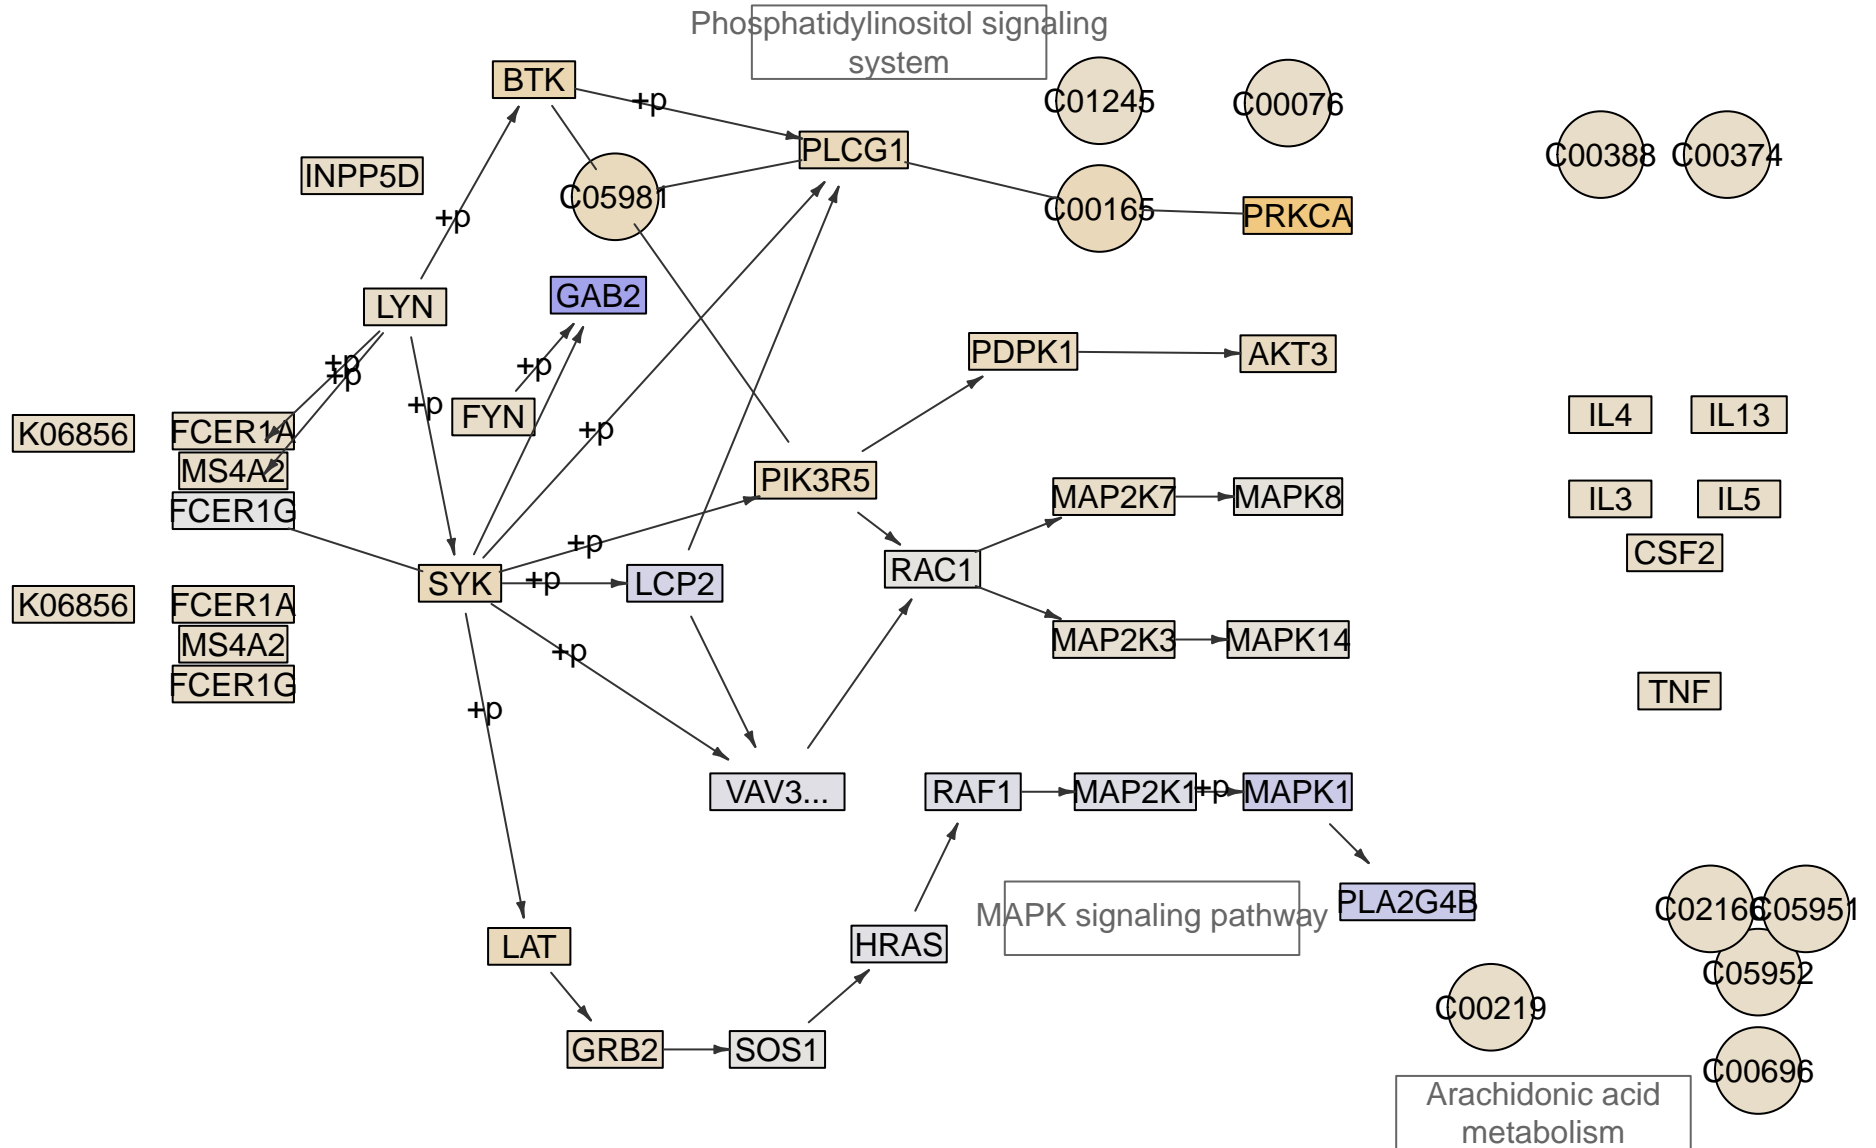 Phosphatidylinositol signaling
system
BTK
+p
C01245
C00076
PLCG1
C00388
C00374
INPP5D
C05981
C00165
PRKCA
+p
LYN
GAB2
PDPK1
AKT3
+p
+p
+p
+p
FYN
+p
K06856
FCER1A
MS4A2
FCER1G
IL4
IL13
PIK3R5
MAP2K7
MAPK8
IL3
IL5
+p
CSF2
SYK
+p
LCP2
RAC1
K06856
FCER1A
MS4A2
FCER1G
+p
MAP2K3
MAPK14
TNF
+p
VAV3...
RAF1
MAP2K1
+p
MAPK1
MAPK signaling pathway
PLA2G4B
C02166
C05951
LAT
HRAS
C05952
C00219
GRB2
SOS1
C00696
Arachidonic acid
metabolism